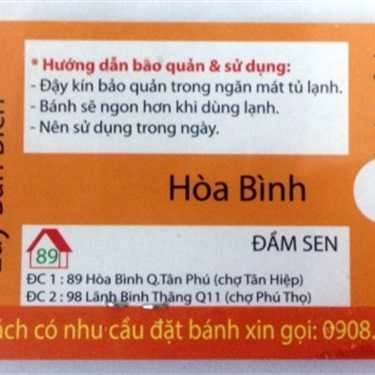 * Hướng dẫn bảo quản & sử dụng:
- Đậy kín bảo quản trong ngăn mát tủ lạnh.
- Bánh sẽ ngon hơn khi dùng lạnh.
- Nên sử dụng trong ngày.
Hòa Bình
89
ĐẦM SEN
ĐC 1 : 89 Hòa Bình Q.Tân Phú (chợ Tân Hiệp)
ĐC 2 : 98 Lãnh Binh Thăng Q11 (chợ Phú Thọ)
ách có nhu cầu đặt bánh xin gọi: 0908.